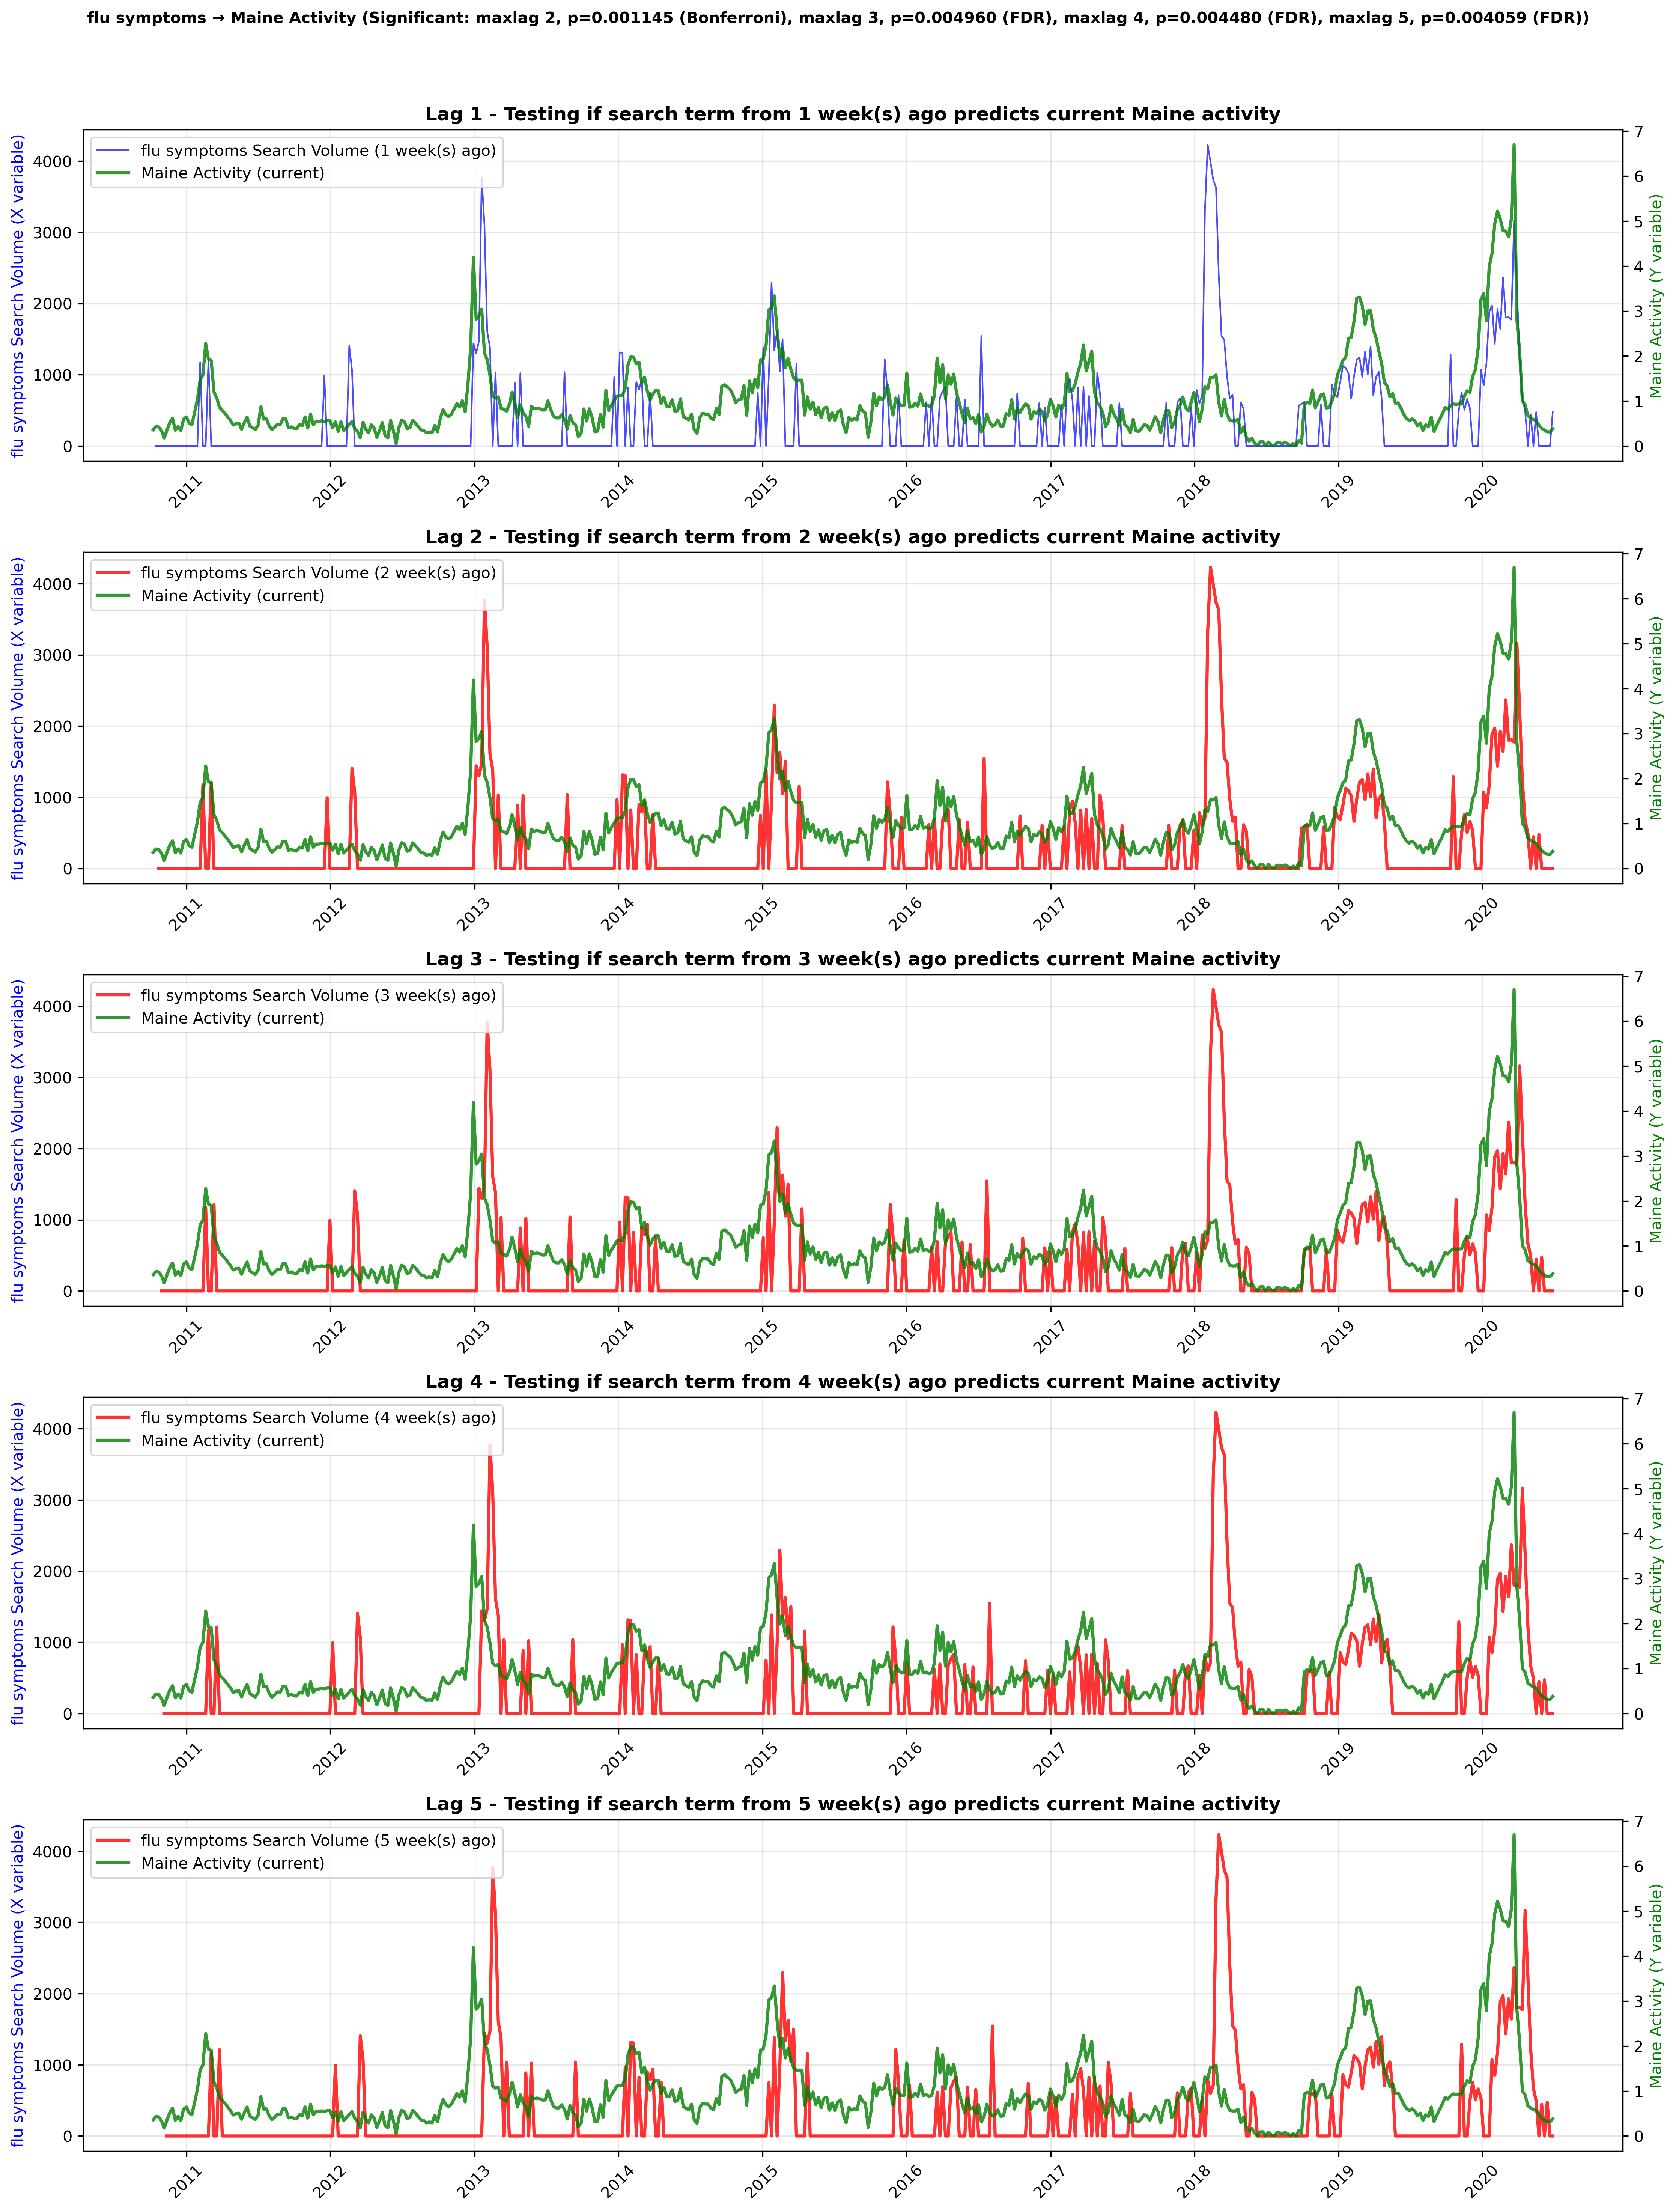 flu symptoms → Maine Activity (Significant: maxlag 2, p=0.001145 (Bonferroni), maxlag 3, p=0.004960 (FDR), maxlag 4, p=0.004480 (FDR), maxlag 5, p=0.004059 (FDR))
Lag 1 - Testing if search term from 1 week(s) ago predicts current Maine activity
flu symptoms Search Volume (X variable)
4000
3000
2000
1000
0
flu symptoms Search Volume (1 week(s) ago)
Maine Activity (current)
7
6
5
4
3
2
1
0
Maine Activity (Y variable)
2011 2012 2013 2014 2015 2016 2017 2018 2019 2020
Lag 2 - Testing if search term from 2 week(s) ago predicts current Maine activity
flu symptoms Search Volume (X variable)
4000
3000
2000
1000
0
flu symptoms Search Volume (2 week(s) ago)
Maine Activity (current)
7
6
5
4
3
2
1
0
Maine Activity (Y variable)
2011 2012 2013 2014 2015 2016 2017 2018 2019 2020
Lag 3 - Testing if search term from 3 week(s) ago predicts current Maine activity
flu symptoms Search Volume (X variable)
4000
3000
2000
1000
0
flu symptoms Search Volume (3 week(s) ago)
Maine Activity (current)
7
6
5
4
3
2
1
0
Maine Activity (Y variable)
2011 2012 2013 2014 2015 2016 2017 2018 2019 2020
Lag 4 - Testing if search term from 4 week(s) ago predicts current Maine activity
flu symptoms Search Volume (X variable)
4000
3000
2000
1000
0
flu symptoms Search Volume (4 week(s) ago)
Maine Activity (current)
7
6
5
4
3
2
1
0
Maine Activity (Y variable)
2011 2012 2013 2014 2015 2016 2017 2018 2019 2020
Lag 5 - Testing if search term from 5 week(s) ago predicts current Maine activity
flu symptoms Search Volume (X variable)
4000
3000
2000
1000
0
flu symptoms Search Volume (5 week(s) ago)
Maine Activity (current)
7
6
5
4
3
2
1
0
Maine Activity (Y variable)
2011 2012 2013 2014 2015 2016 2017 2018 2019 2020